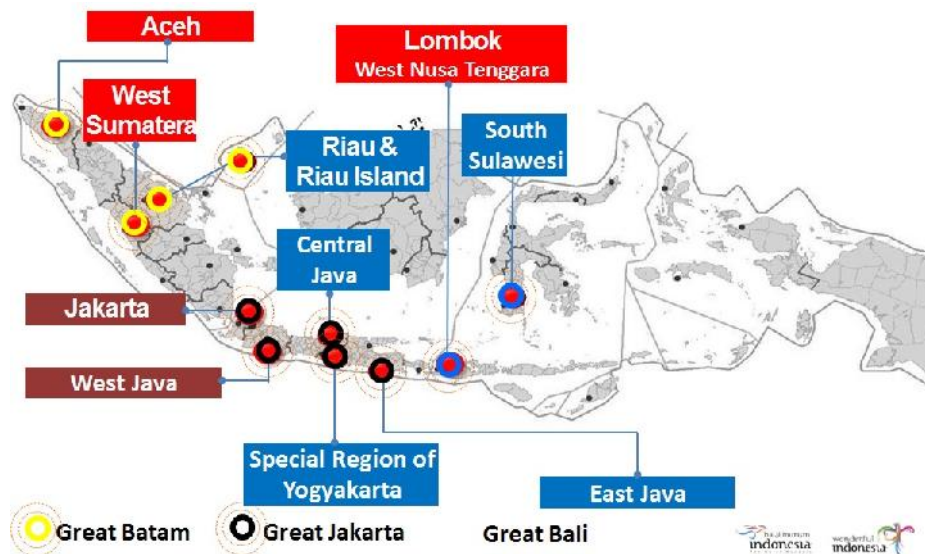 Aceh
Lombok
West Nusa Tenggara
West
Sumatera
South
Sulawesi
Riau &
Riau Island
Central
Java
Jakarta
West Java
Special Region of
Yogyakarta
East Java
Great Batam
Great Jakarta
Great Bali
indonesia
wonderful
indonesia